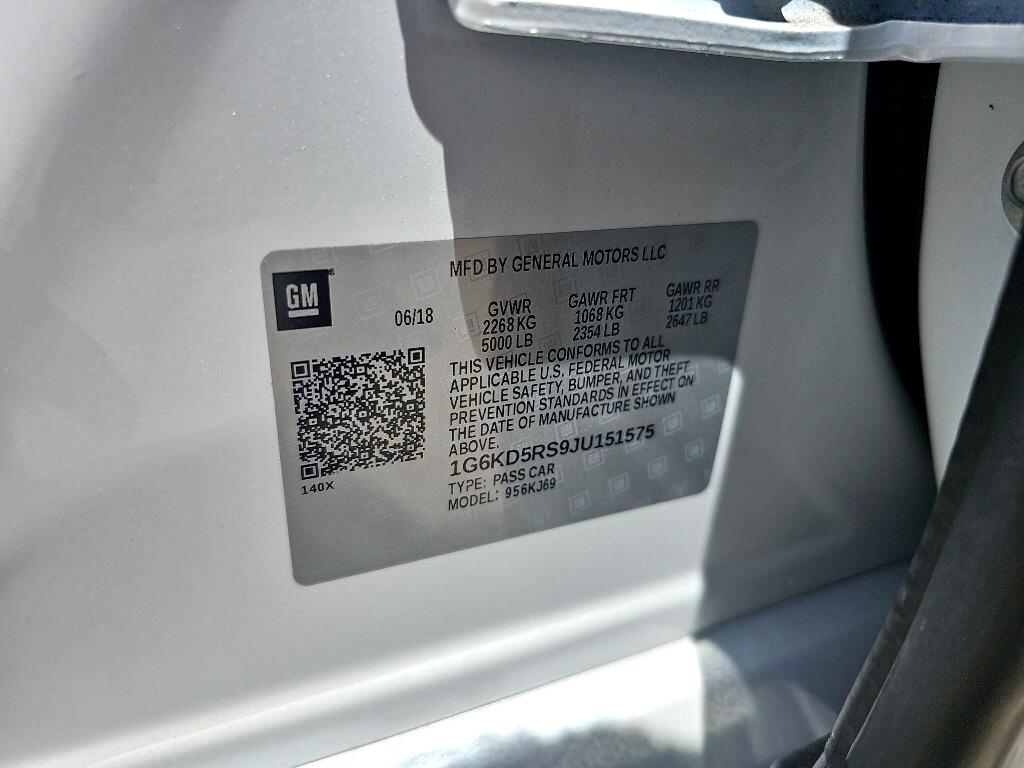 GM
®
MFD BY GENERAL MOTORS LLC
06/18
GVWR
2268 KG
5000 LB
GAWR FRT
1068 KG
2354 LB
GAWR RR
1201 KG
2647 LB
THIS VEHICLE CONFORMS TO ALL
APPLICABLE U.S. FEDERAL MOTOR
VEHICLE SAFETY, BUMPER, AND THEFT
PREVENTION STANDARDS IN EFFECT ON
THE DATE OF MANUFACTURE SHOWN
ABOVE.
1G6KD5RS9JU151575
TYPE: PASS CAR
MODEL: 956KJ69
140X